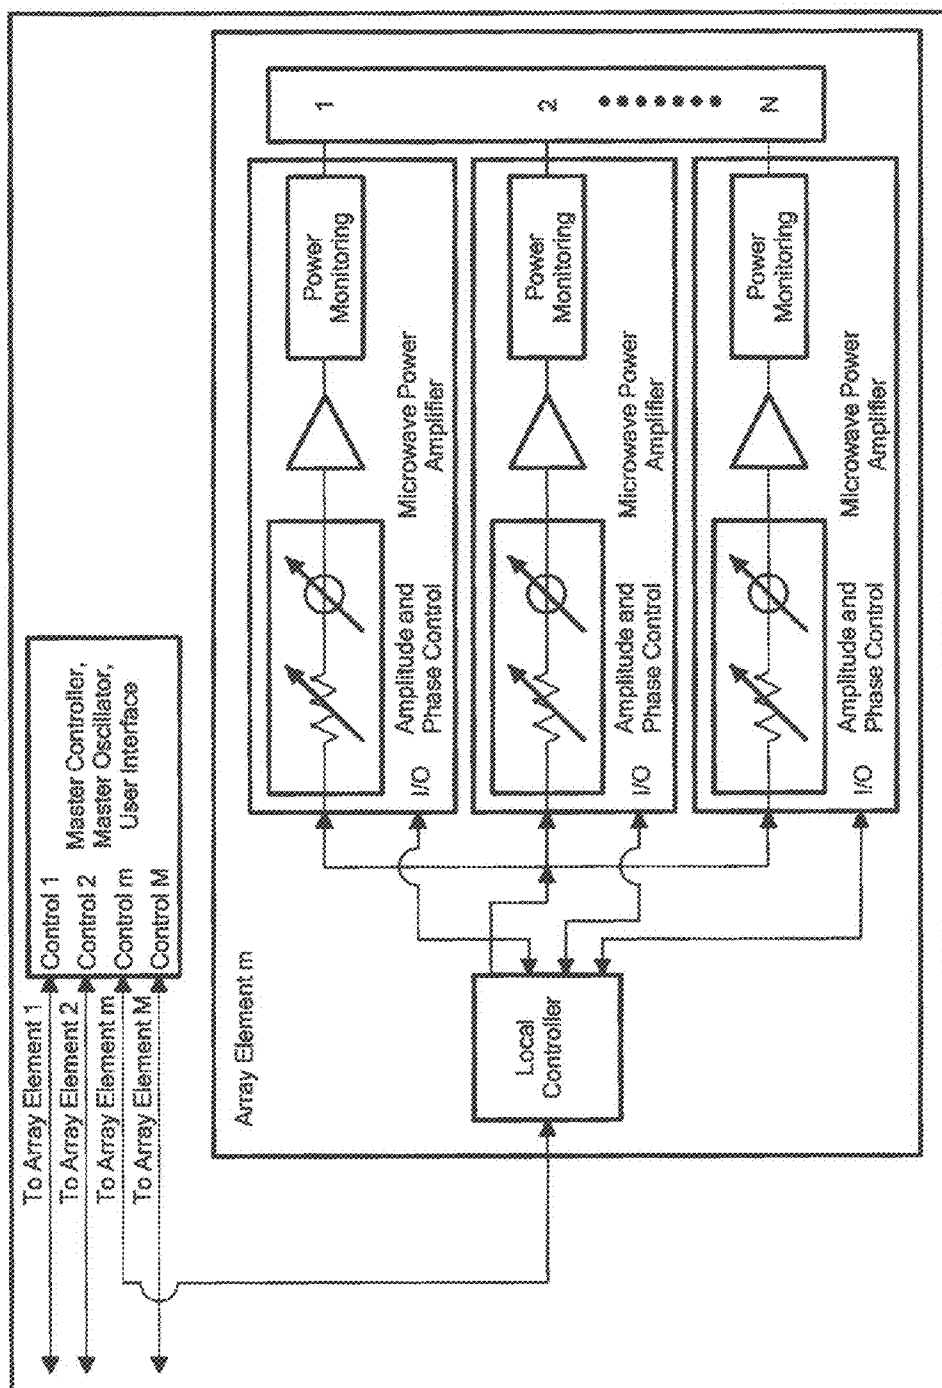 To Array Element 1
To Array Element 2
To Array Element m
To Array Element M
Control 1
Control 2
Control m
Control M
Master Controller,
Master Oscillator,
User Interface
Array Element m
Local
Controller
I/O
Amplitude and
Phase Control
Microwave Power
Amplifier
Power
Monitoring
1
I/O
Amplitude and
Phase Control
Microwave Power
Amplifier
Power
Monitoring
2
I/O
Amplitude and
Phase Control
Microwave Power
Amplifier
Power
Monitoring
N